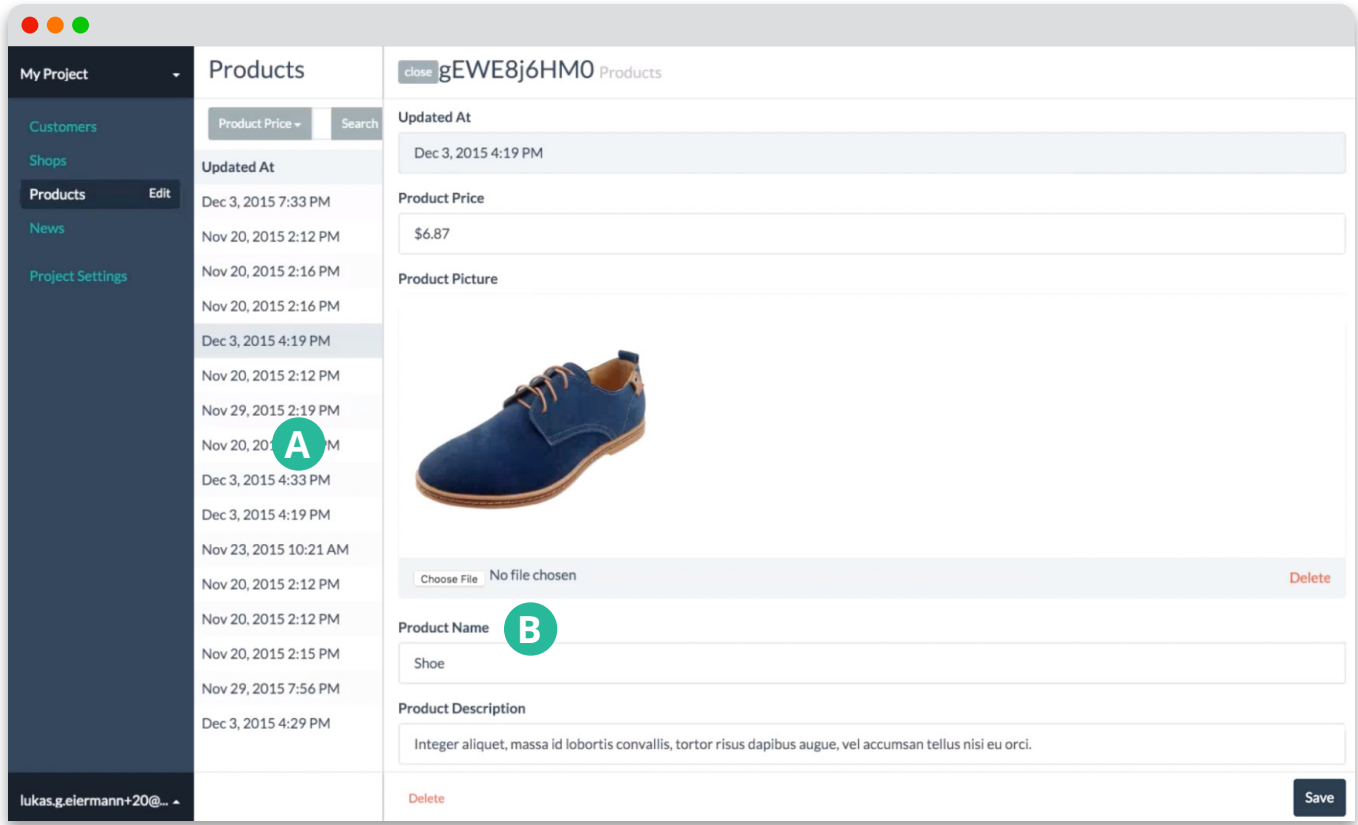 My Project
Customers
Shops
Products Edit
News
Project Settings
lukas.g.eiermann+20@...
Products
Product Price Search
Updated At
Dec 3, 2015 7:33 PM
Nov 20, 2015 2:12 PM
Nov 20, 2015 2:16 PM
Nov 20, 2015 2:16 PM
Dec 3, 2015 4:19 PM
Nov 20, 2015 2:12 PM
Nov 29, 2015 2:19 PM
Nov 20, 201 PM
A
Dec 3, 2015 4:33 PM
Dec 3, 2015 4:19 PM
Nov 23, 2015 10:21 AM
Nov 20, 2015 2:12 PM
Nov 20, 2015 2:12 PM
Nov 20, 2015 2:15 PM
Nov 29, 2015 7:56 PM
Dec 3, 2015 4:29 PM
close gEWE8j6HM0 Products
Updated At
Dec 3, 2015 4:19 PM
Product Price
$6.87
Product Picture
Choose File No file chosen Delete
Product Name B
Shoe
Product Description
Integer aliquet, massa id lobortis convallis, tortor risus dapibus augue, vel accumsan tellus nisi eu orci.
Delete Save